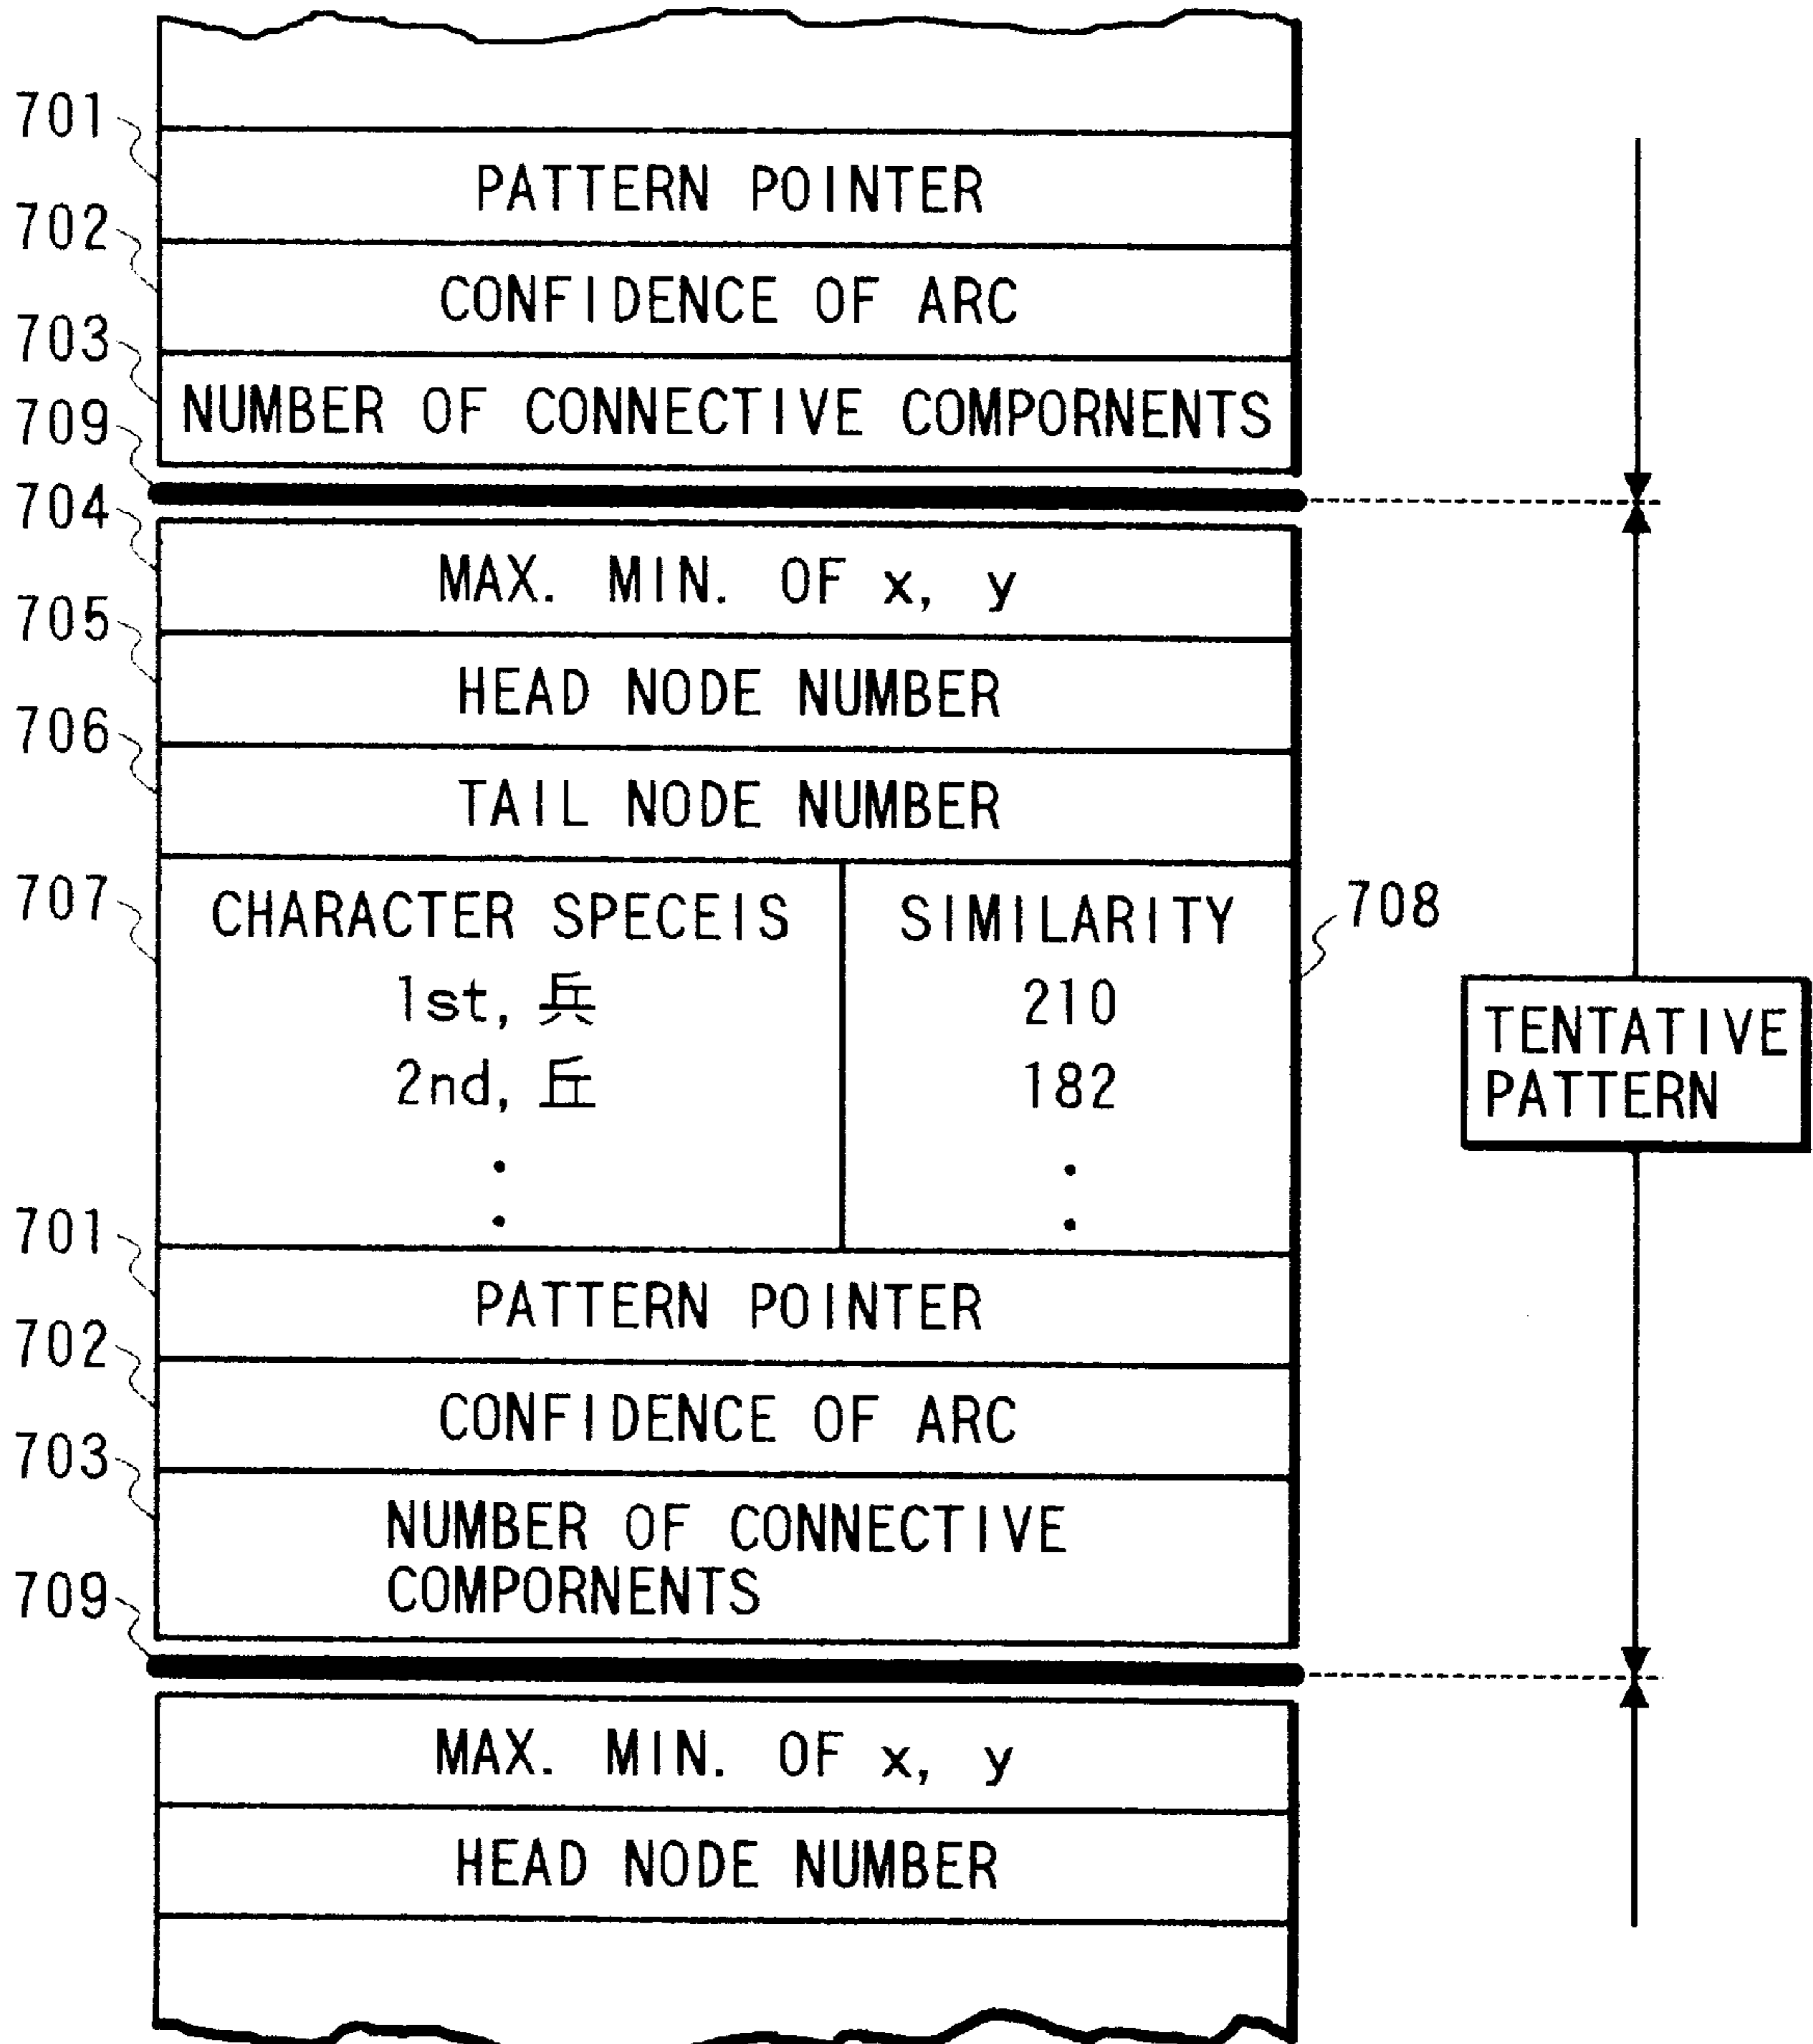 701
PATTERN POINTER
702
CONFIDENCE OF ARC
703
NUMBER OF CONNECTIVE COMPORNENTS
709
704
MAX. MIN. OF x, y
705
HEAD NODE NUMBER
706
TAIL NODE NUMBER
707
CHARACTER SPECEIS SIMILARITY
708
1st, 兵 210
2nd, 丘 182
TENTATIVE
PATTERN
701
PATTERN POINTER
702
CONFIDENCE OF ARC
703
NUMBER OF CONNECTIVE
COMPORNENTS
709
MAX. MIN. OF x, y
HEAD NODE NUMBER